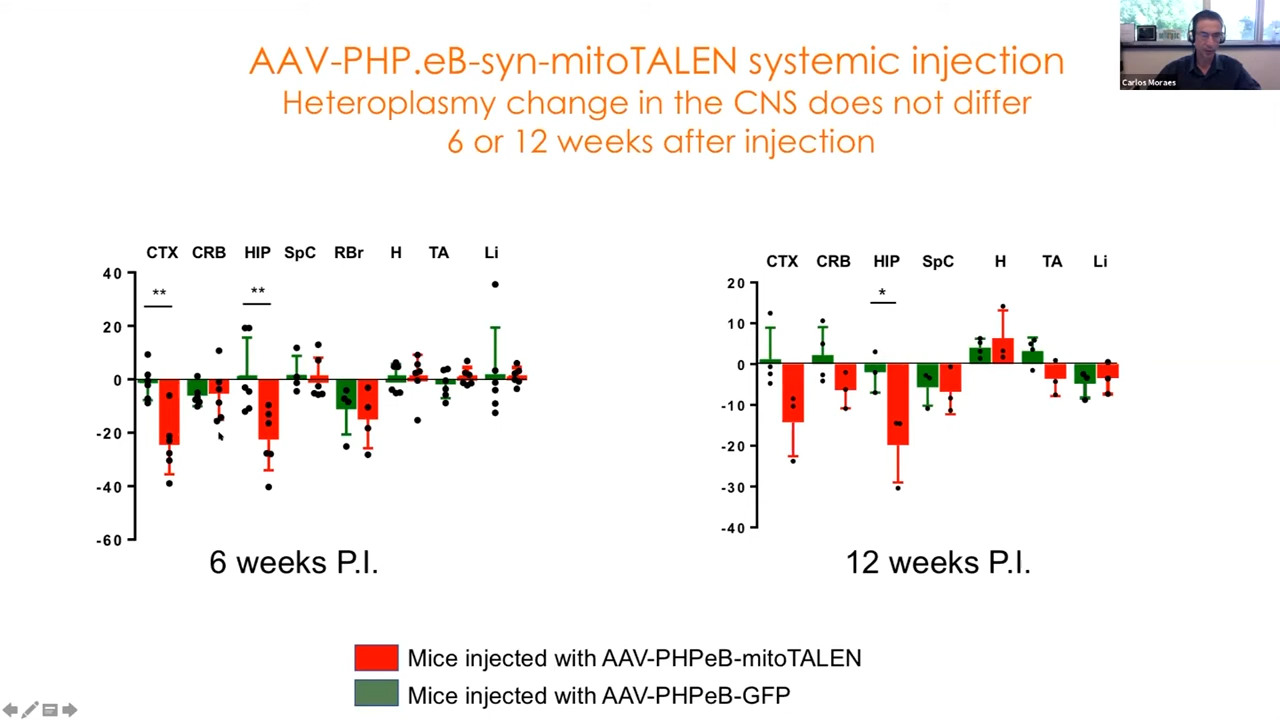 AAV-PHP.eB-syn-mitoTALEN systemic injection
Heteroplasmy change in the CNS does not differ
6 or 12 weeks after injection
Carlos Moraes
CTX CRB HIP SpC RBr H TA Li
40
20
0
-20
-40
-60
** **
6 weeks P.I.
CTX CRB HIP SpC H TA Li
20
10
0
-10
-20
-30
-40
*
12 weeks P.I.
Mice injected with AAV-PHPeB-mitoTALEN
Mice injected with AAV-PHPeB-GFP